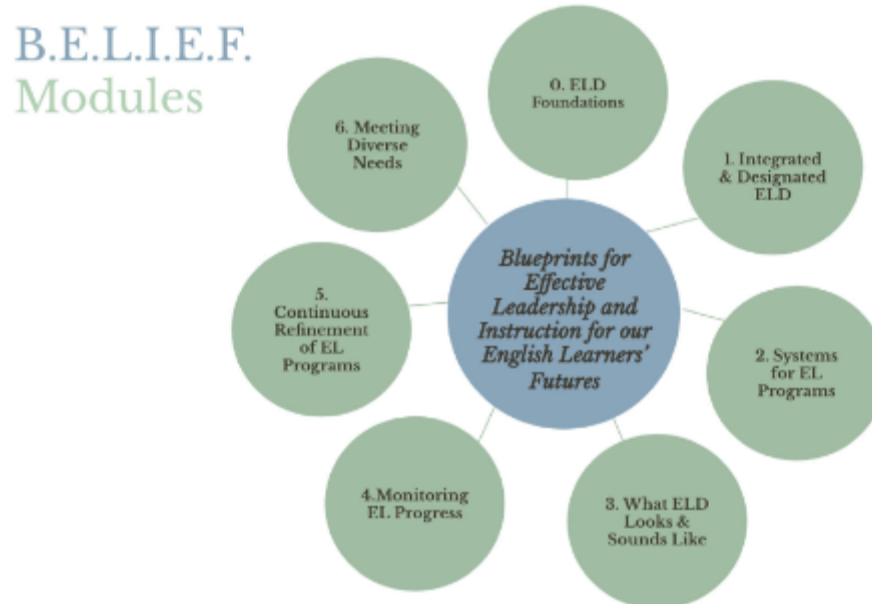 B.E.L.I.E.F.
Modules
0. ELD
Foundations
1. Integrated
& Designated
ELD
2. Systems
for EL
Programs
3. What ELD
Looks &
Sounds Like
4.Monitoring
EL Progress
5.
Continuous
Refinement
of EL
Programs
6. Meeting
Diverse
Needs
Blueprints for
Effective
Leadership and
Instruction for our
English Learners'
Futures